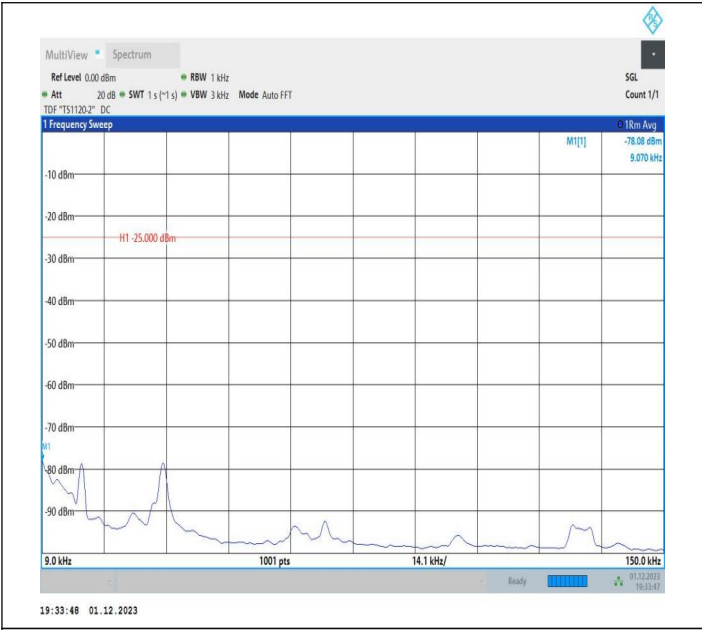 MultiView Spectrum
Ref Level 0.00 dBm RBW 1 kHz SGL
Att 20 dB SWT 1 s (~1 s) VBW 3 kHz Mode Auto FFT Count 1/1
TDF "TS1120-2" DC
1 Frequency Sweep 1Rm Avg
M1[1] -78.08 dBm
9.070 kHz
-10 dBm
-20 dBm
H1 -25.000 dBm
-30 dBm
-40 dBm
-50 dBm
-60 dBm
-70 dBm
M1
-80 dBm
-90 dBm
9.0 kHz 1001 pts 14.1 kHz/ 150.0 kHz
Ready 01.12.2023
19:33:47
19:33:48 01.12.2023